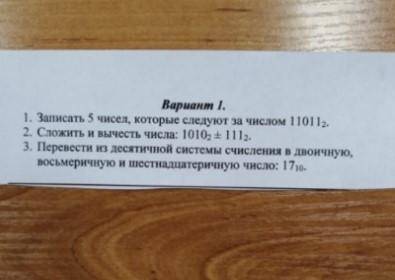 Вариант 1.
1. Записать 5 чисел, которые следуют за числом 11011₂.
2. Сложить и вычесть числа: 1010₂ ± 111₂.
3. Перевести из десятичной системы счисления в двоичную,
восьмеричную и шестнадцатеричную число: 17₁₀.